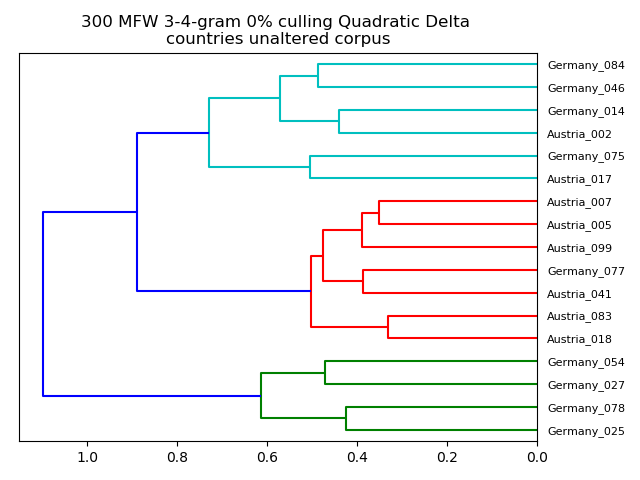 300 MFW 3-4-gram 0% culling Quadratic Delta
countries unaltered corpus
Germany_084
Germany_046
Germany_014
Austria_002
Germany_075
Austria_017
Austria_007
Austria_005
Austria_099
Germany_077
Austria_041
Austria_083
Austria_018
Germany_054
Germany_027
Germany_078
Germany_025
1.0 0.8 0.6 0.4 0.2 0.0